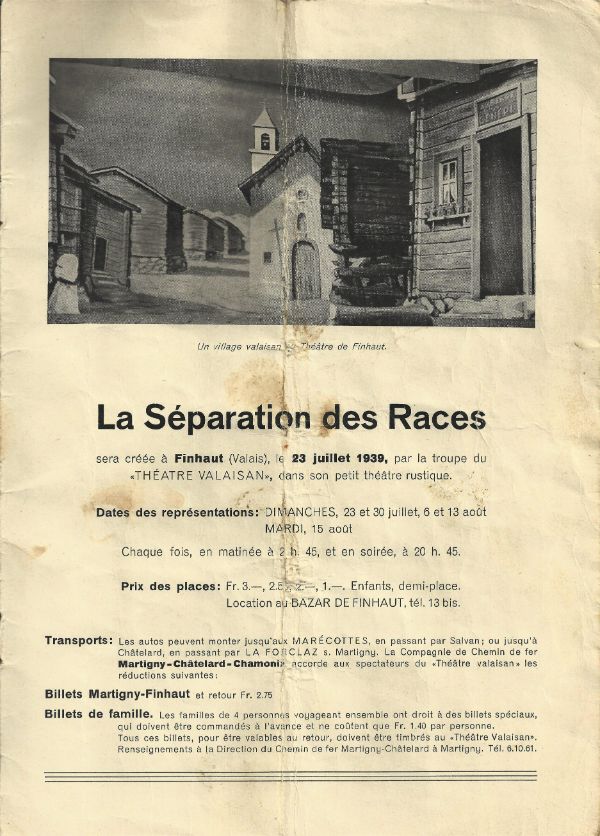 Un village valaisan Théâtre de Finhaut.
La Séparation des Races
sera créée à Finhaut (Valais), le 23 juillet 1939, par la troupe du
«THÉATRE VALAISAN», dans son petit théâtre rustique.
Dates des représentations: DIMANCHES, 23 et 30 juillet, 6 et 13 août
MARDI, 15 août
Chaque fois, en matinée à 2 h. 45, et en soirée, à 20 h. 45.
Prix des places: Fr. 3.—, 2.—, 1.—. Enfants, demi-place.
Location au BAZAR DE FINHAUT, tél. 13 bis.
Transports: Les autos peuvent monter jusqu'aux MARÉCOTTES, en passant par Salvan; ou jusqu'à
Châtelard, en passant par LA FORCLAZ s. Martigny. La Compagnie de Chemin de fer
Martigny-Châtelard-Chamonix accorde aux spectateurs du «Théâtre valaisan» les
réductions suivantes:
Billets Martigny-Finhaut et retour Fr. 2.75
Billets de famille. Les familles de 4 personnes voyageant ensemble ont droit à des billets spéciaux,
qui doivent être commandés à l'avance et ne coûtent que Fr. 1.40 par personne.
Tous ces billets, pour être valables au retour, doivent être timbrés au «Théâtre Valaisan».
Renseignements à la Direction du Chemin de fer Martigny-Châtelard à Martigny. Tél. 6.10.61.